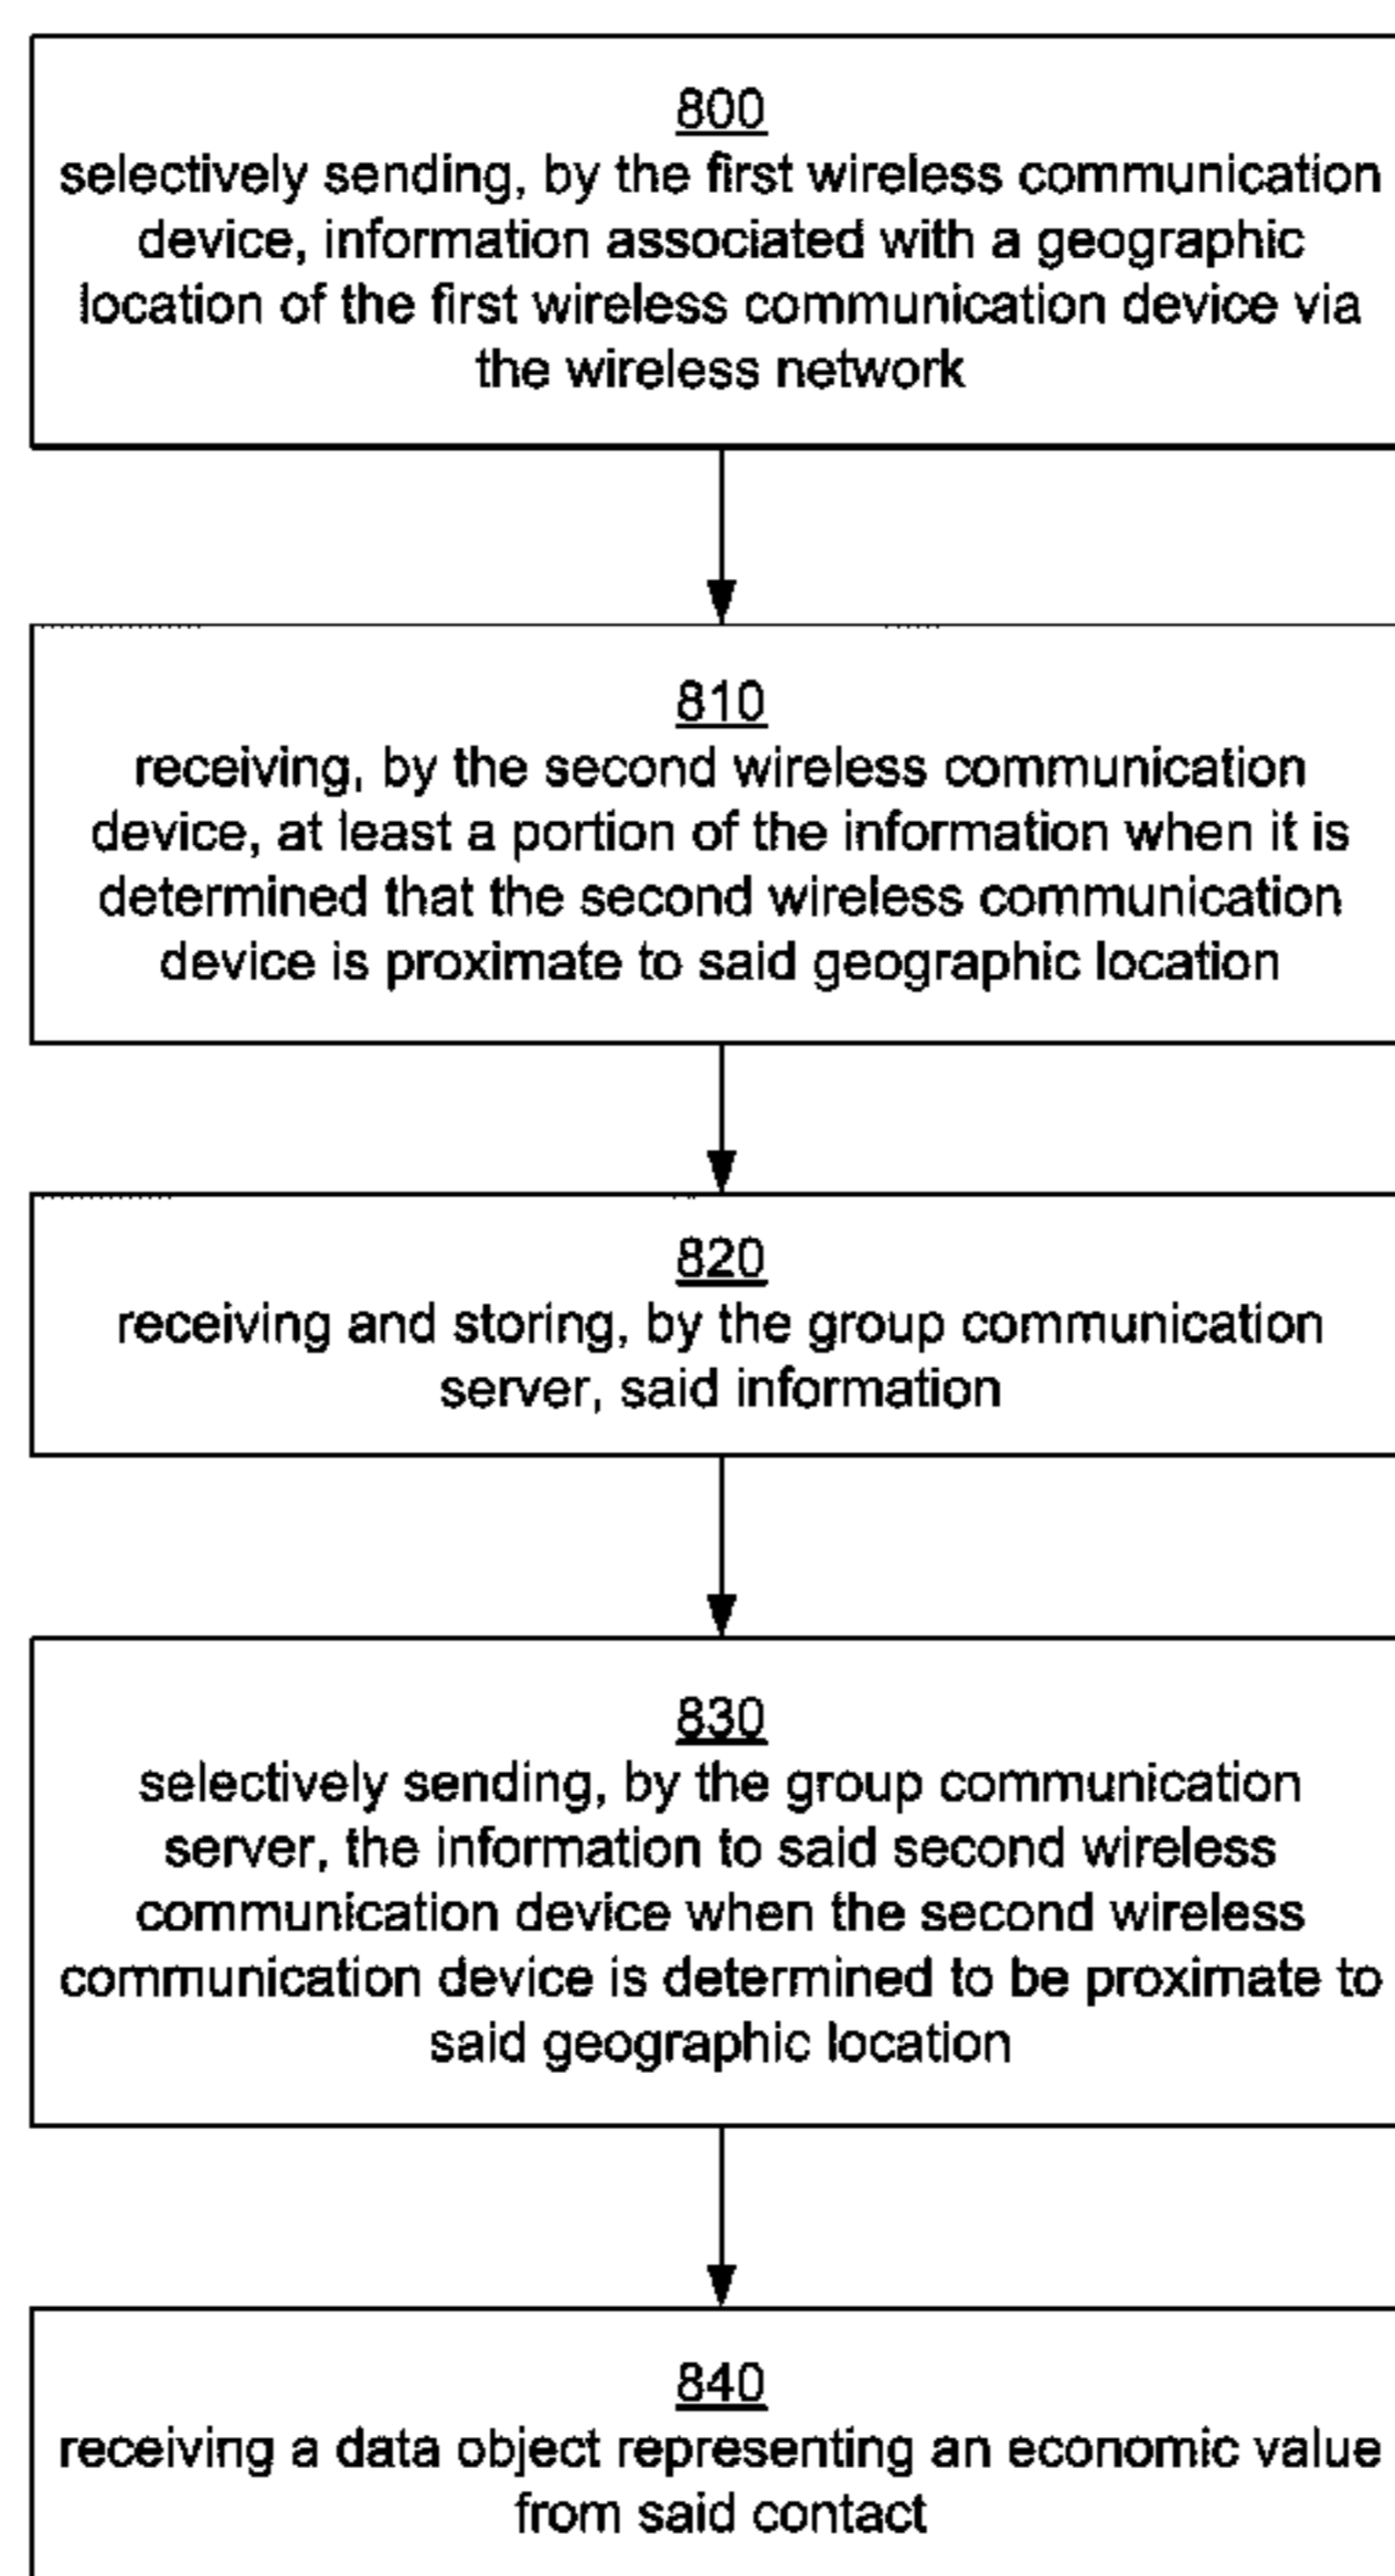 800
selectively sending, by the first wireless communication
device, information associated with a geographic
location of the first wireless communication device via
the wireless network
810
receiving, by the second wireless communication
device, at least a portion of the information when it is
determined that the second wireless communication
device is proximate to said geographic location
820
receiving and storing, by the group communication
server, said information
830
selectively sending, by the group communication
server, the information to said second wireless
communication device when the second wireless
communication device is determined to be proximate to
said geographic location
840
receiving a data object representing an economic value
from said contact